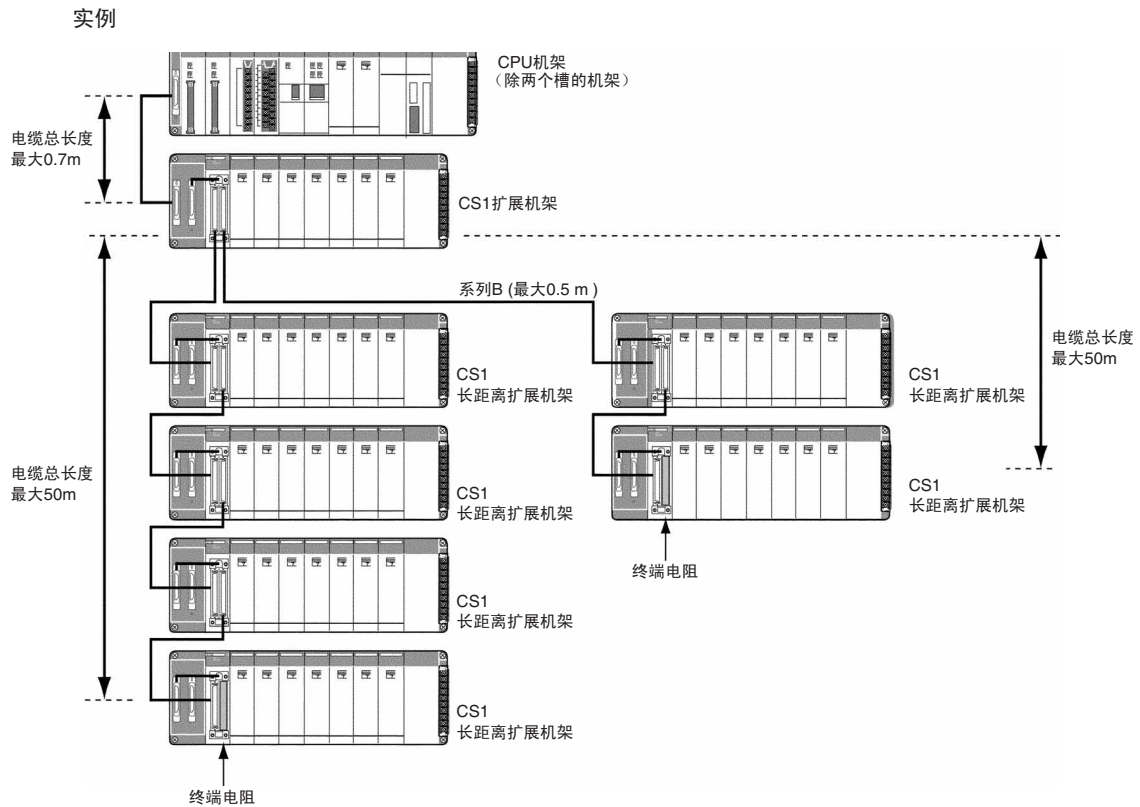 实例
CPU机架
（除两个槽的机架）
电缆总长度
最大0.7m
CS1扩展机架
系列B (最大0.5 m )
CS1
长距离扩展机架
CS1
长距离扩展机架
电缆总长度
最大50m
电缆总长度
最大50m
CS1
长距离扩展机架
CS1
长距离扩展机架
终端电阻
CS1
长距离扩展机架
CS1
长距离扩展机架
终端电阻